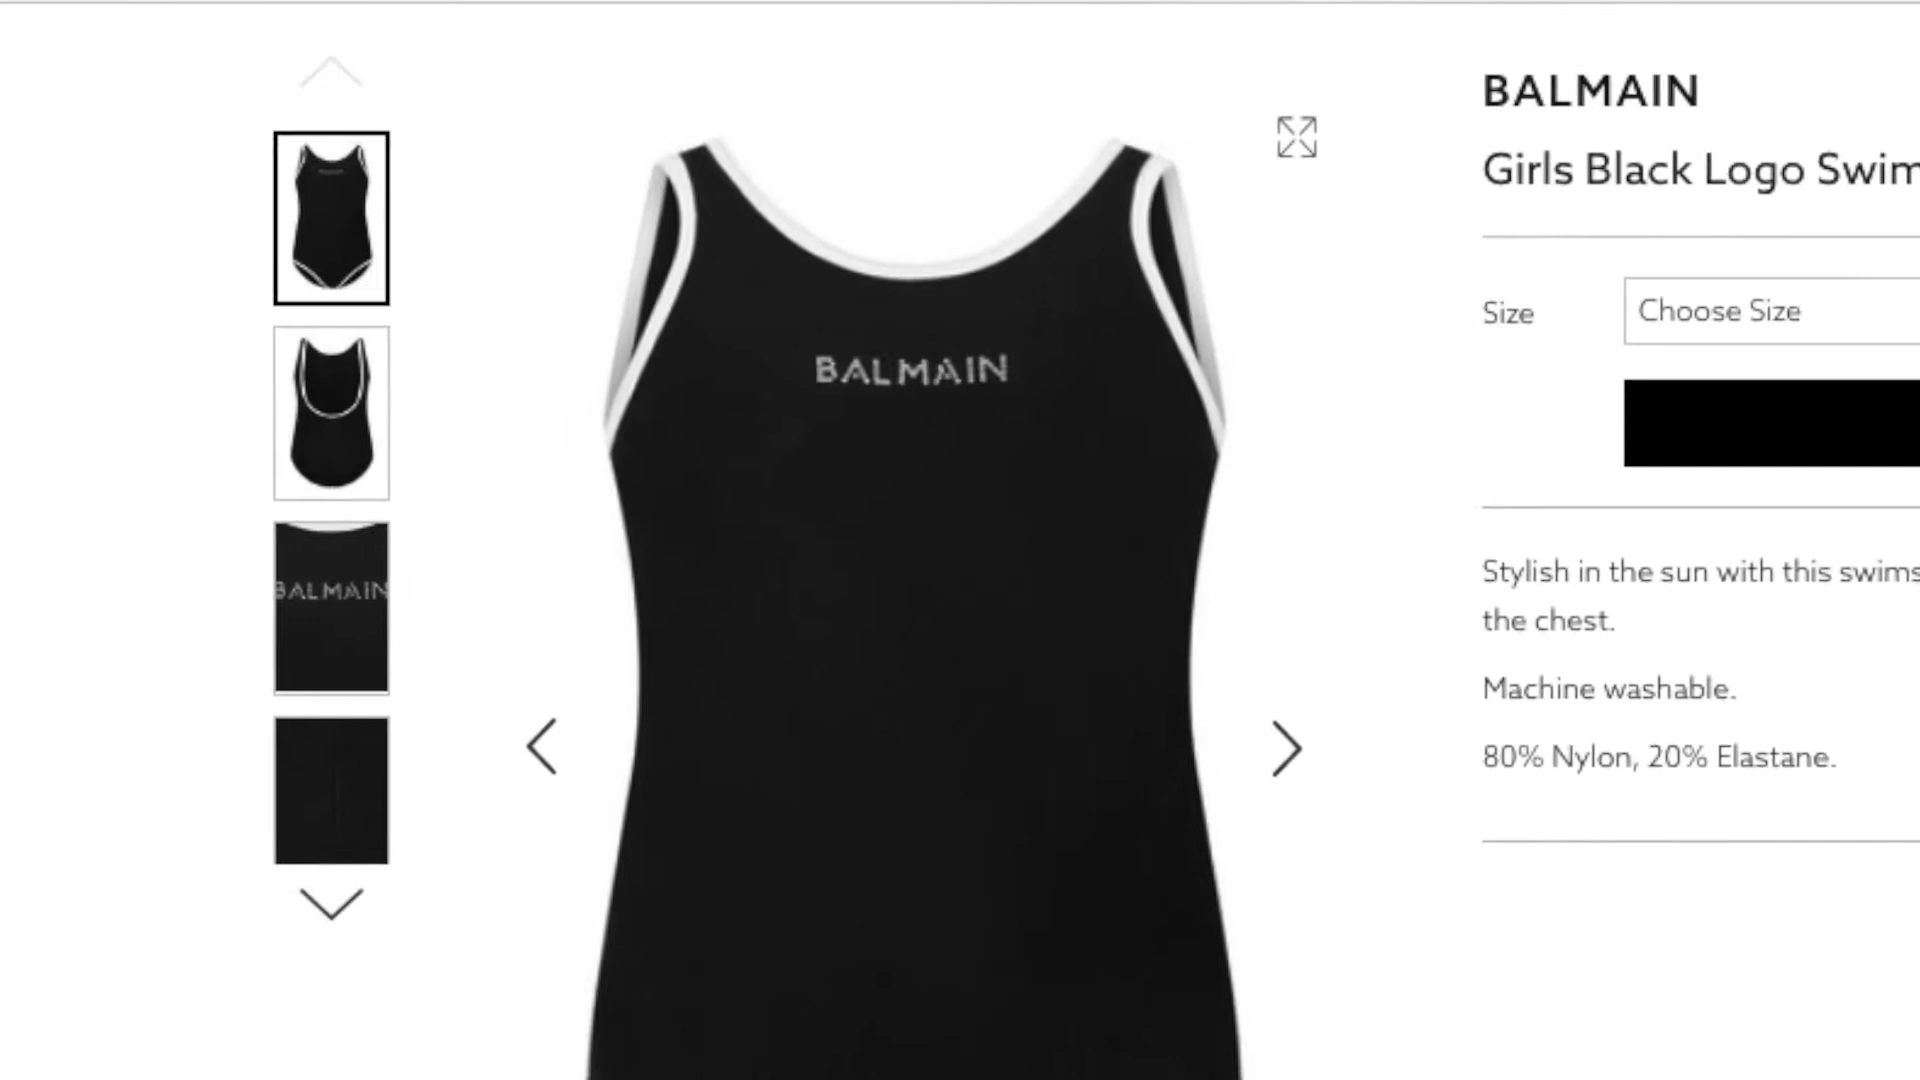 BALMAIN
Girls Black Logo Swim
Size
Choose Size
Stylish in the sun with this swims
the chest.
Machine washable.
80% Nylon, 20% Elastane.
BALMAIN
BALMAIN